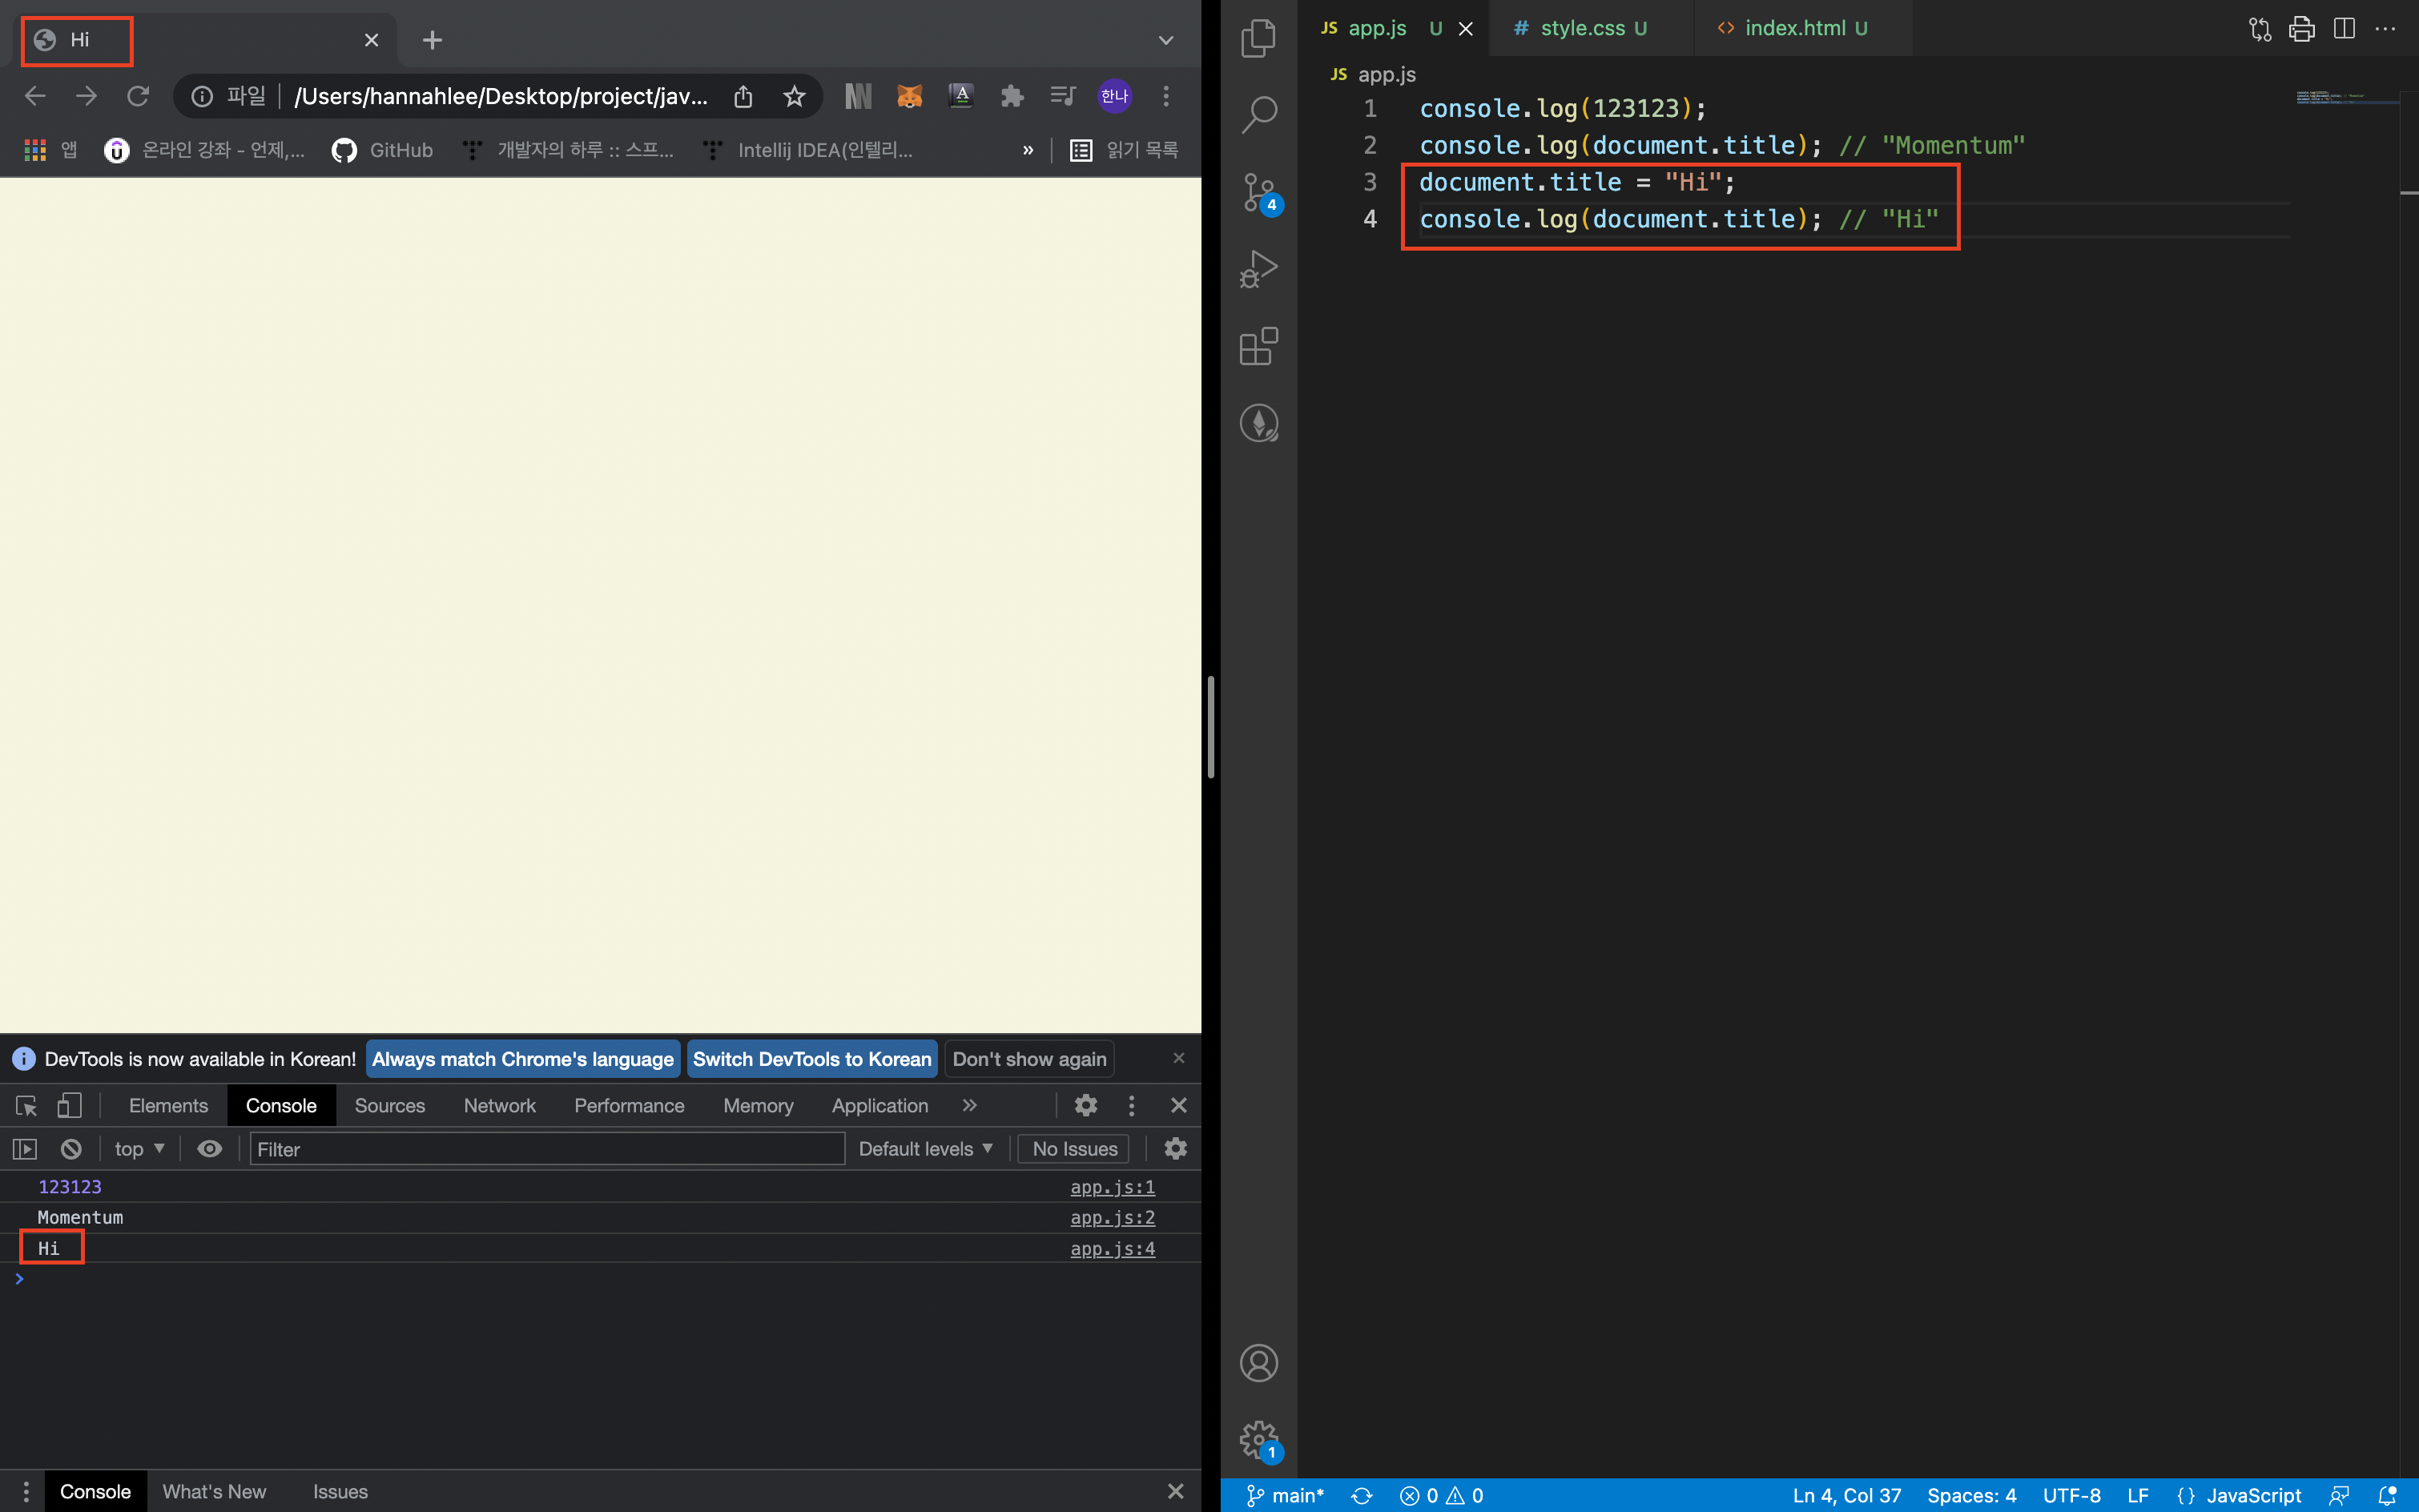 Hi
파일
/Users/hannahlee/Desktop/project/jav...
한나
앱
온라인 강좌 - 언제,...
GitHub
개발자의 하루 :: 스프...
Intellij IDEA(인텔리...
»
읽기 목록
DevTools is now available in Korean!
Always match Chrome's language
Switch DevTools to Korean
Don't show again
Elements
Console
Sources
Network
Performance
Memory
Application
top
Filter
Default levels
No Issues
123123 app.js:1
Momentum app.js:2
Hi app.js:4
Console
What's New
Issues
JS app.js U
# style.css U
<> index.html U
JS app.js
1 console.log(123123);
2 console.log(document.title); // "Momentum"
3 document.title = "Hi";
4 console.log(document.title); // "Hi"
4
1
main*
0
0
Ln 4, Col 37
Spaces: 4
UTF-8
LF
{} JavaScript